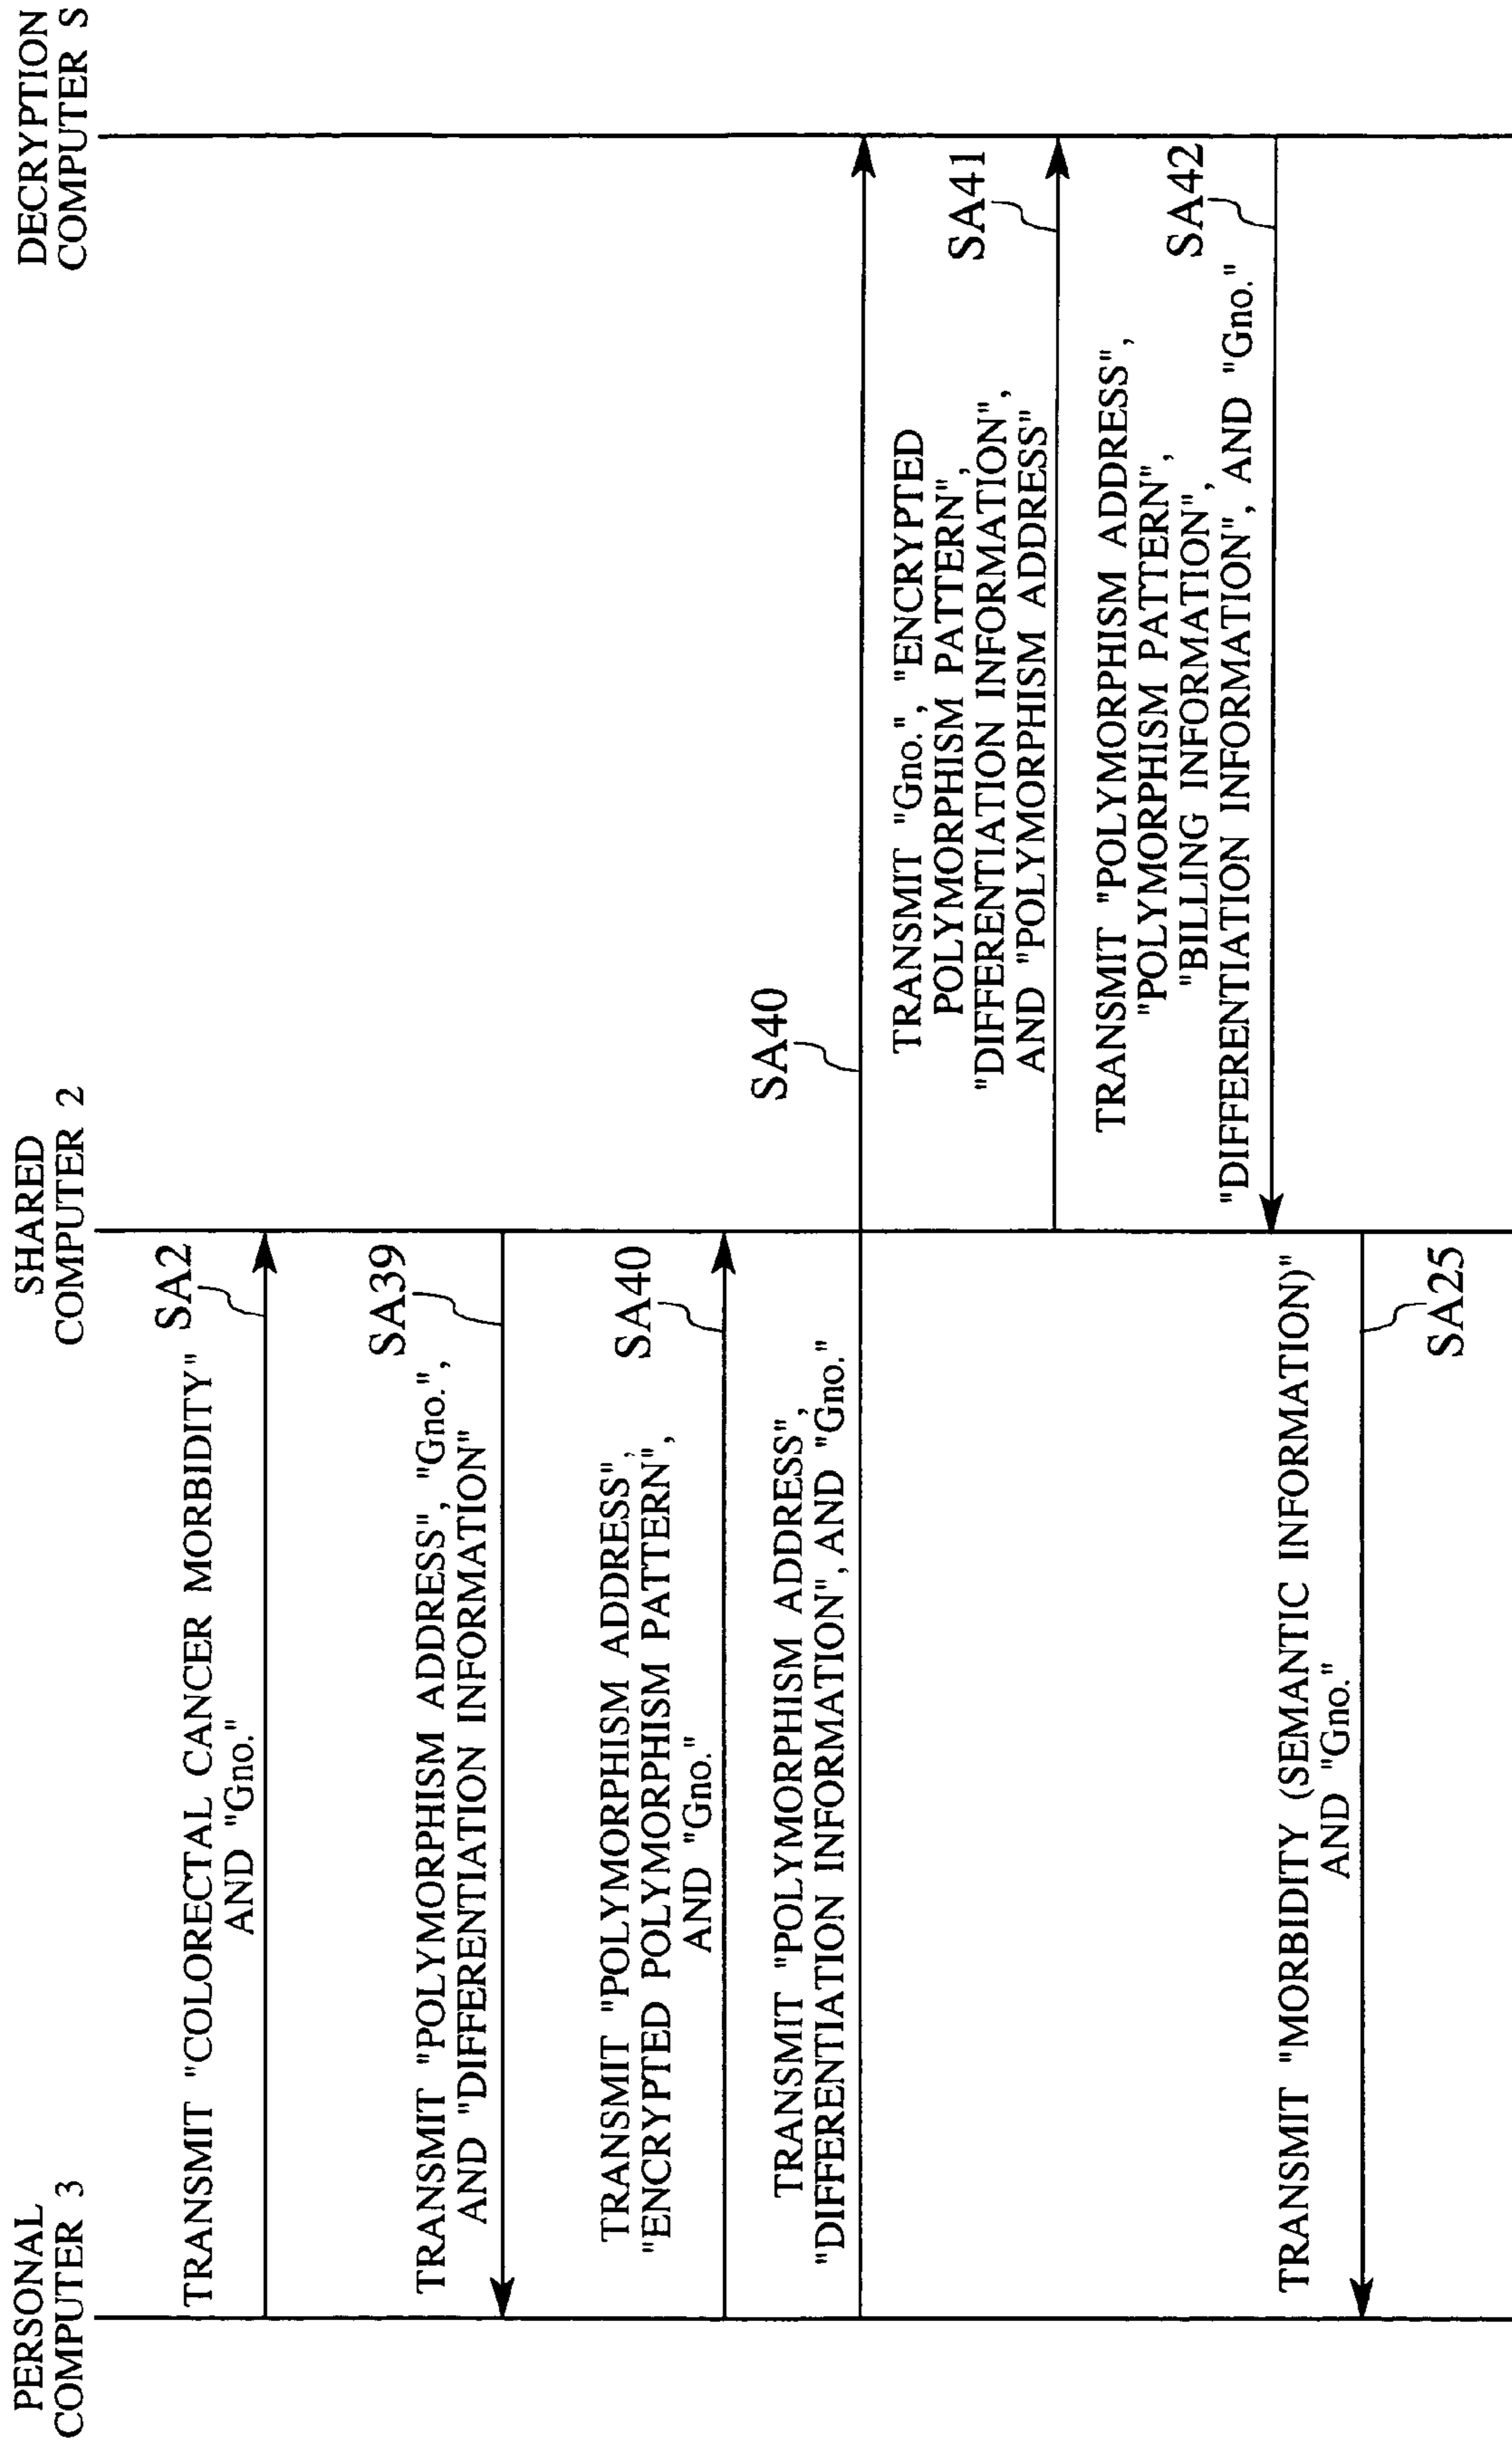 PERSONAL
COMPUTER 3
SHARED
COMPUTER 2
DECRYPTION
COMPUTER S
TRANSMIT "COLORECTAL CANCER MORBIDITY"
AND "Gno."
SA2
TRANSMIT "POLYMORPHISM ADDRESS", "Gno.",
AND "DIFFERENTIATION INFORMATION"
SA39
TRANSMIT "POLYMORPHISM ADDRESS",
"ENCRYPTED POLYMORPHISM PATTERN",
AND "Gno."
SA40
TRANSMIT "POLYMORPHISM ADDRESS",
"DIFFERENTIATION INFORMATION", AND "Gno."
SA40
TRANSMIT "Gno.", "ENCRYPTED
POLYMORPHISM PATTERN",
"DIFFERENTIATION INFORMATION",
AND "POLYMORPHISM ADDRESS"
SA41
TRANSMIT "POLYMORPHISM ADDRESS",
"POLYMORPHISM PATTERN",
"BILLING INFORMATION",
"DIFFERENTIATION INFORMATION", AND "Gno."
SA42
TRANSMIT "MORBIDITY (SEMANTIC INFORMATION)"
AND "Gno."
SA25